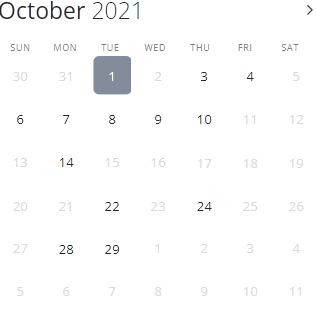 October 2021
SUN MON TUE WED THU FRI SAT
30 31 1 2 3 4 5
6 7 8 9 10 11 12
13 14 15 16 17 18 19
20 21 22 23 24 25 26
27 28 29 1 2 3 4
5 6 7 8 9 10 11